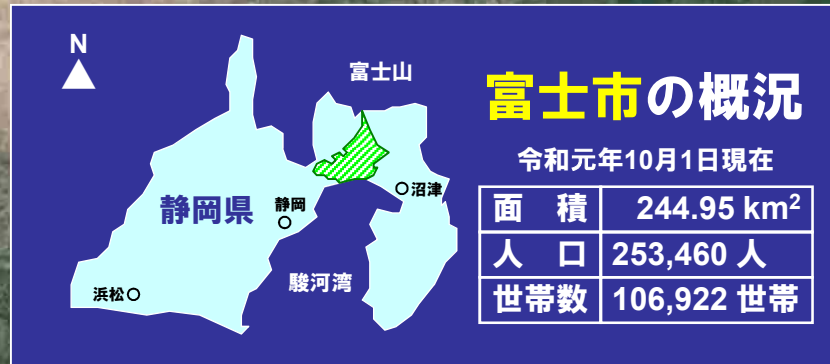 N
富士山
静岡県
静岡
沼津
駿河湾
浜松
富士市の概況
令和元年10月1日現在
面 積 244.95 km²
人 口 253,460 人
世帯数 106,922 世帯